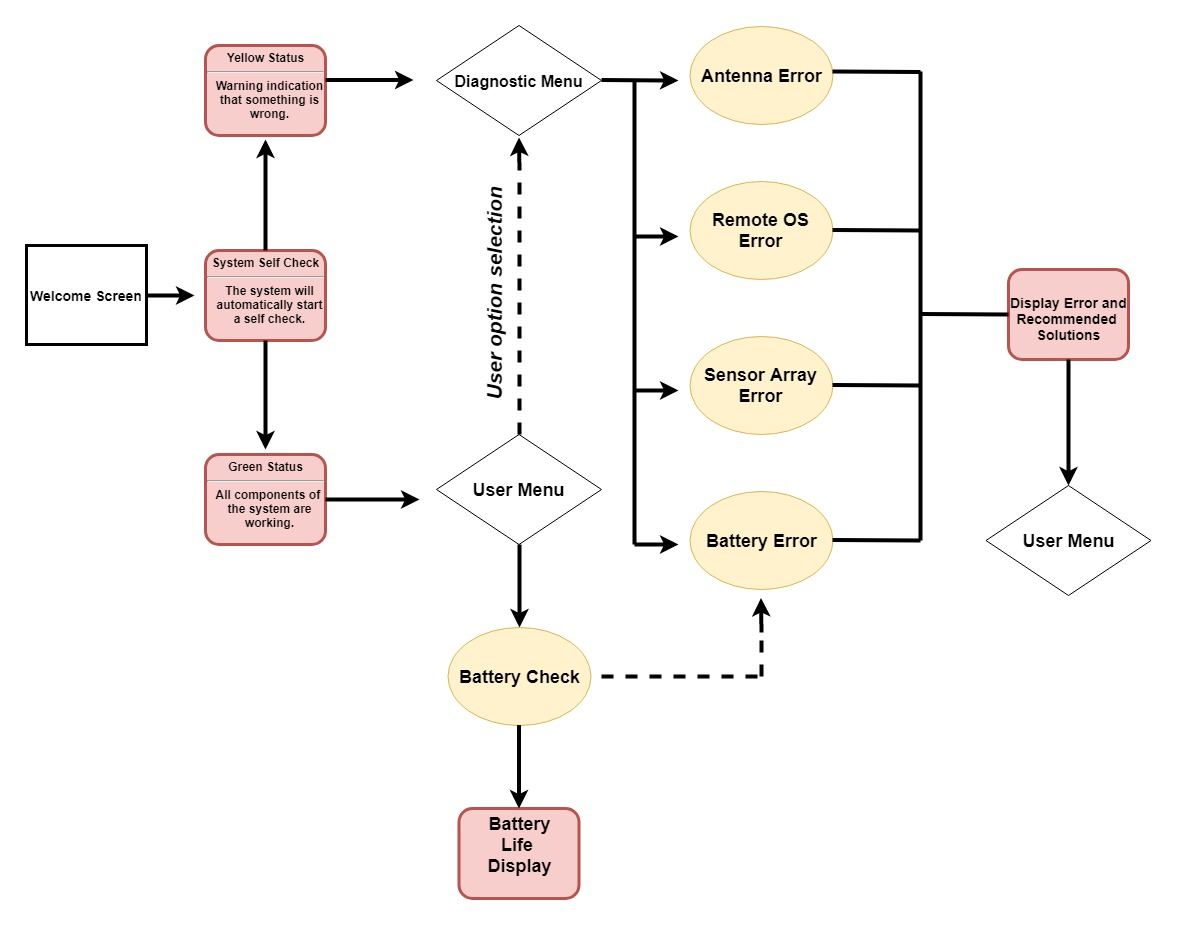 Yellow Status
Warning indication
that something is
wrong.
Diagnostic Menu
Antenna Error
User option selection
Remote OS
Error
Welcome Screen
System Self Check
The system will
automatically start
a self check.
Display Error and
Recommended
Solutions
Sensor Array
Error
Green Status
All components of
the system are
working.
User Menu
Battery Error
User Menu
Battery Check
Battery
Life
Display